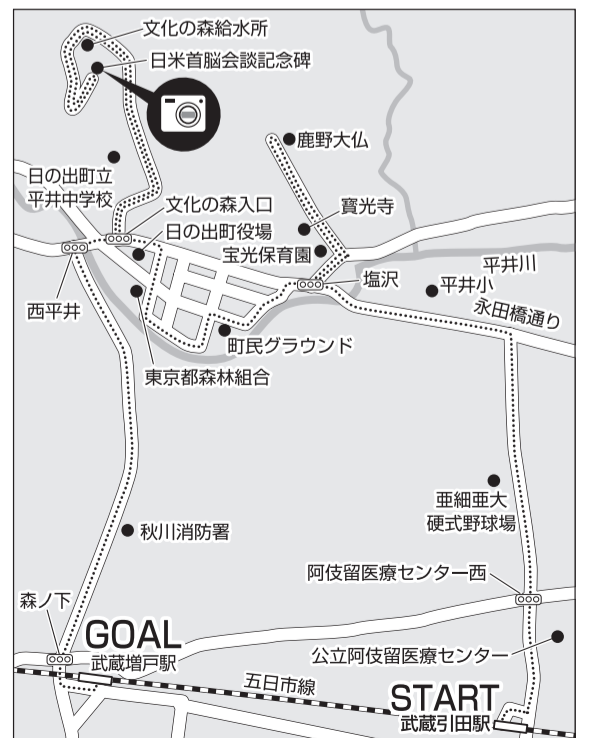 文化の森給水所
日米首脳会談記念碑
鹿野大仏
日の出町立
平井中学校
文化の森入口
日の出町役場
寶光寺
宝光保育園
塩沢
平井川
平井小
永田橋通り
西平井
町民グラウンド
東京都森林組合
亜細亜大
硬式野球場
秋川消防署
阿伎留医療センター西
森ノ下
GOAL
武蔵増戸駅
公立阿伎留医療センター
五日市線
START
武蔵引田駅